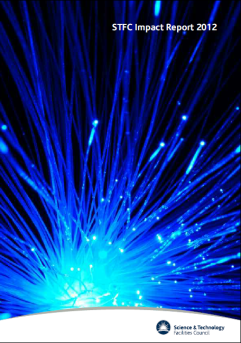 STFC Impact Report 2012
Science & Technology
Facilities Council